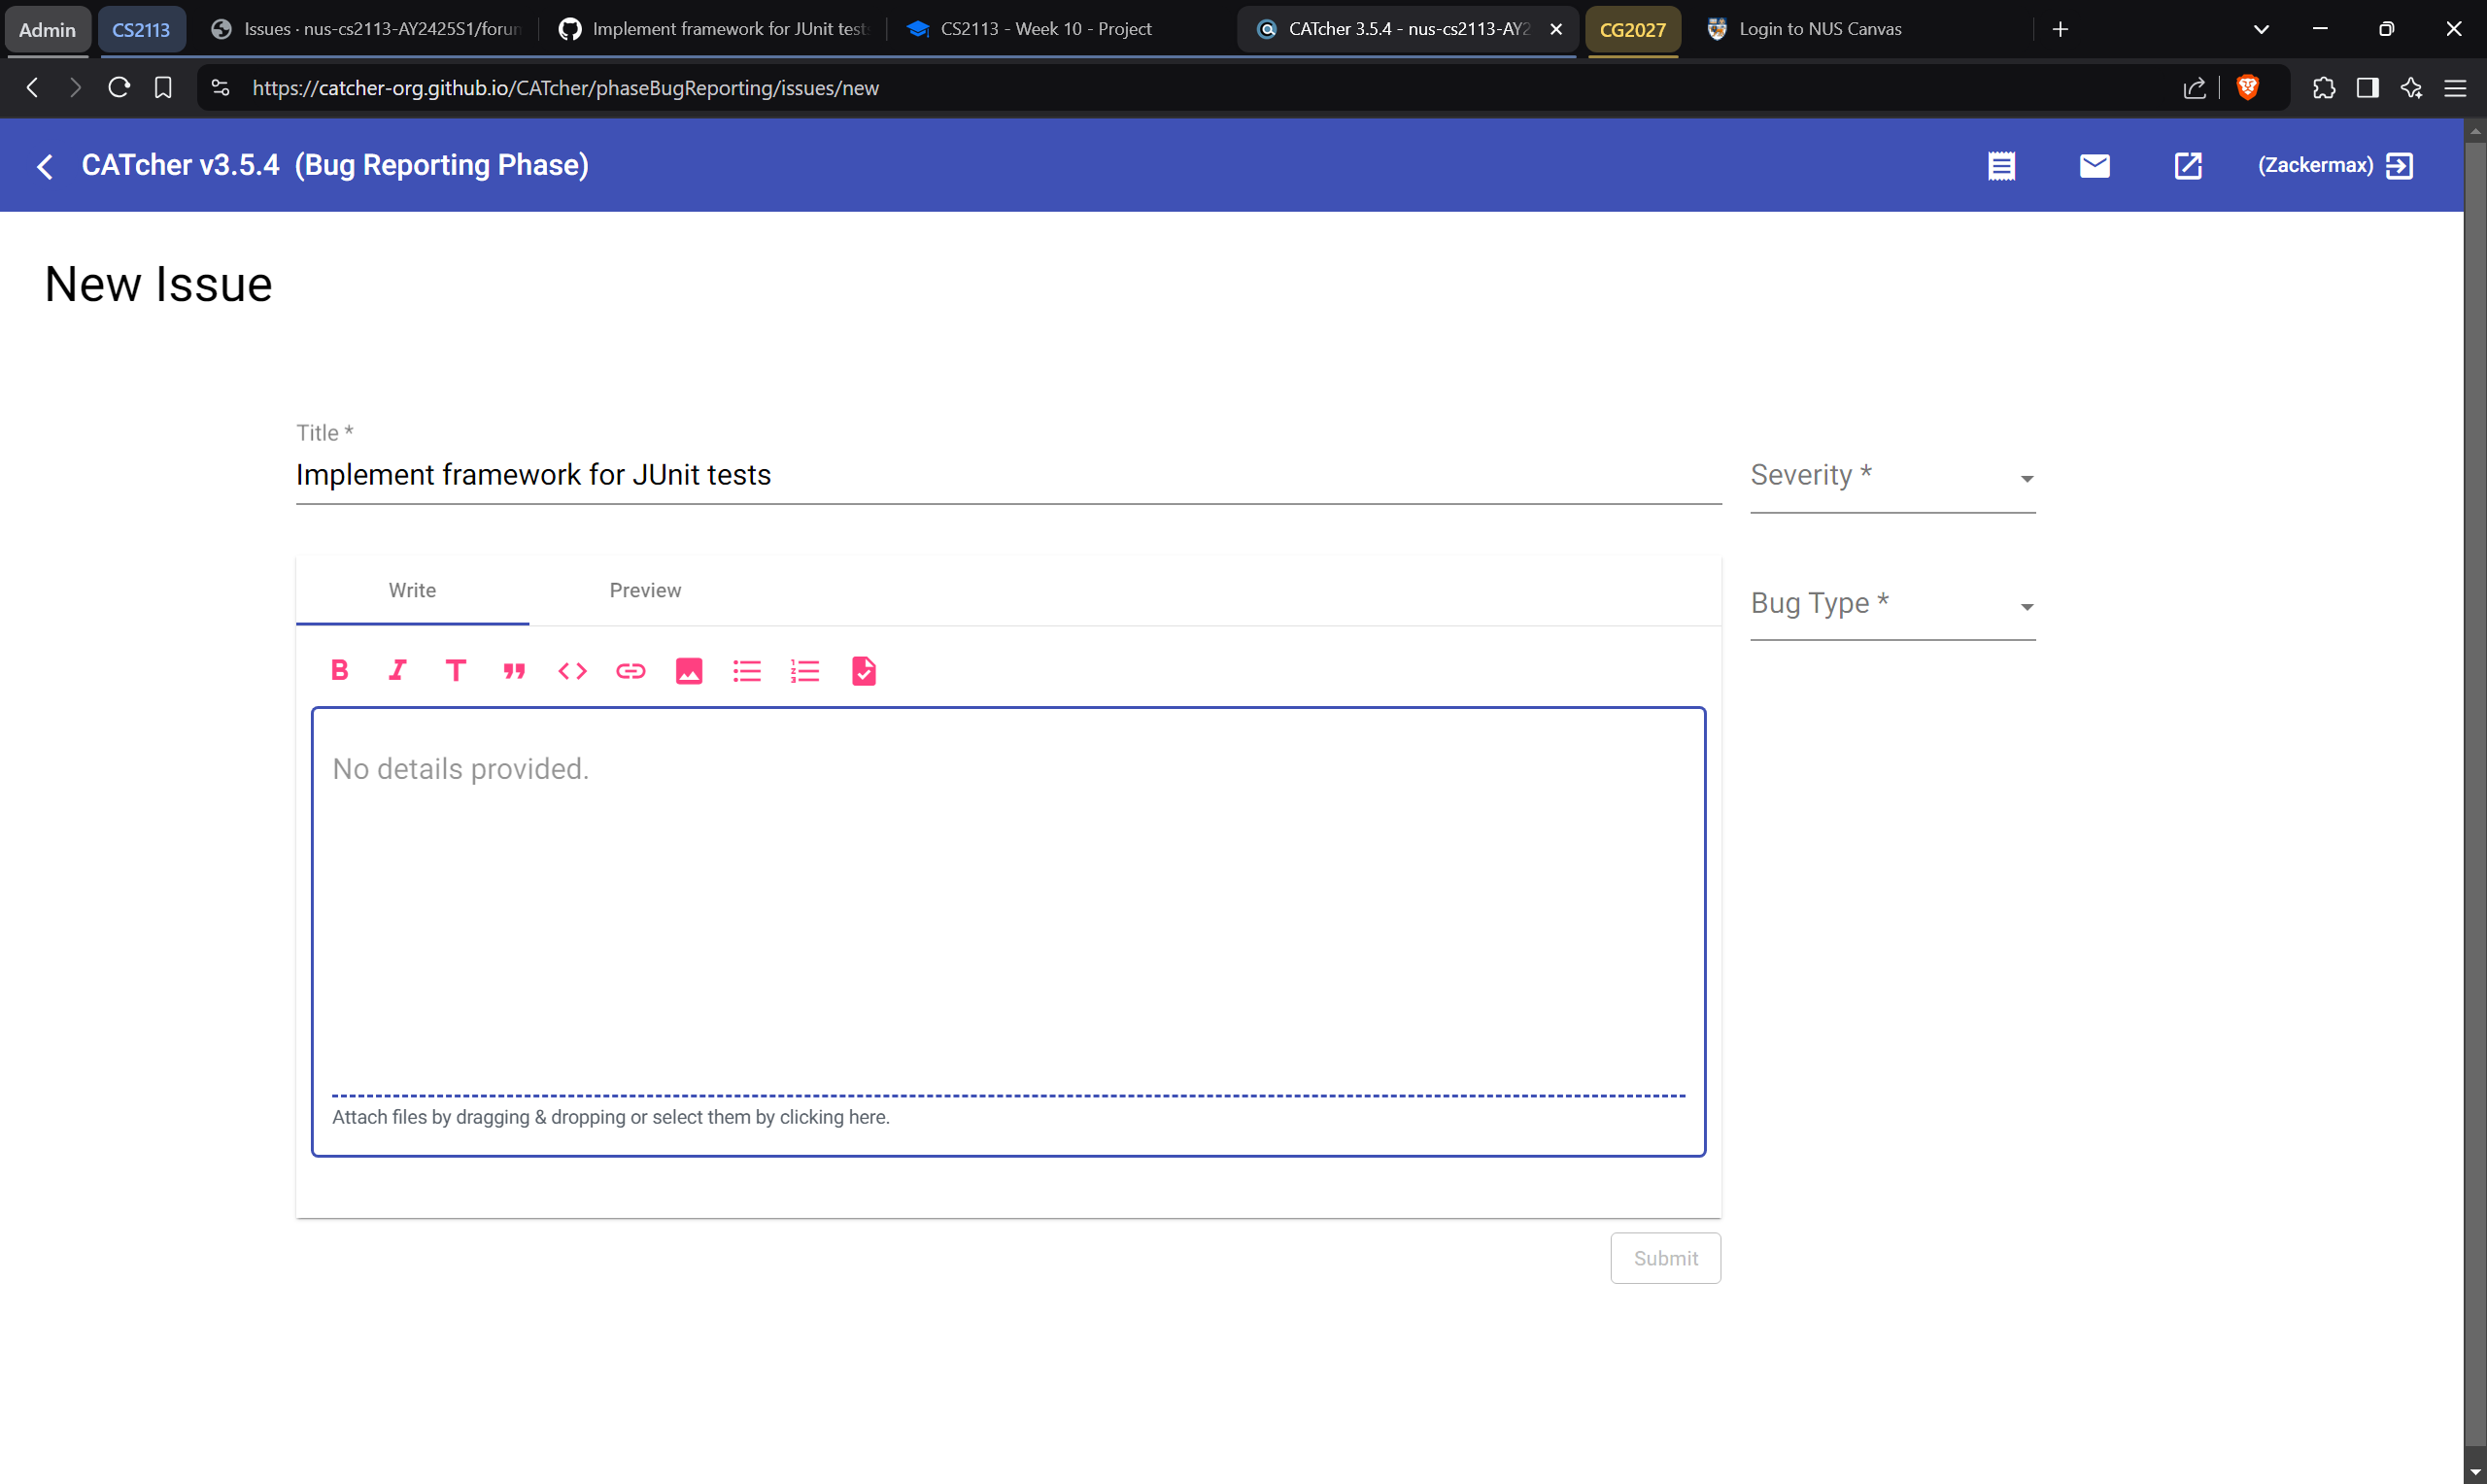 Admin
CS2113
Issues · nus-cs2113-AY2425S1/forum
Implement framework for JUnit tests
CS2113 - Week 10 - Project
CATcher 3.5.4 - nus-cs2113-AY2
CG2027
Login to NUS Canvas
https://catcher-org.github.io/CATcher/phaseBugReporting/issues/new
CATcher v3.5.4 (Bug Reporting Phase)
(Zackermax)
New Issue
Title *
Implement framework for JUnit tests
Severity *
Write
Preview
Bug Type *
No details provided.
Attach files by dragging & dropping or select them by clicking here.
Submit